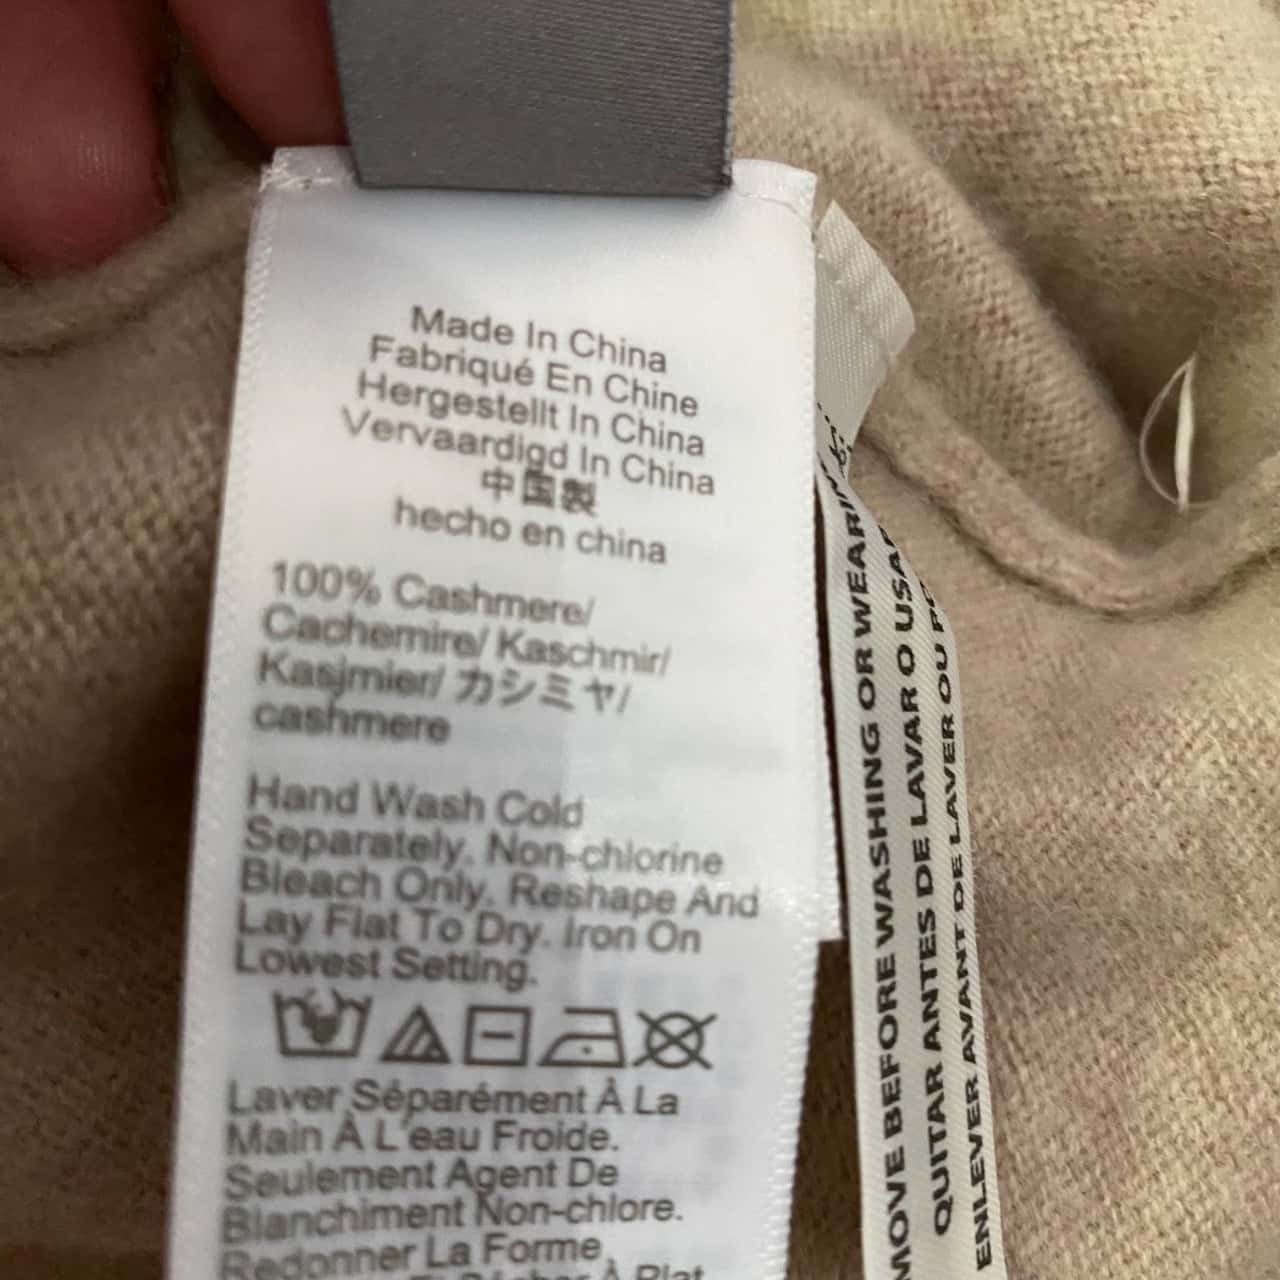 Made In China
Fabriqué En Chine
Hergestellt In China
Vervaardigd In China
中国製
hecho en china
100% Cashmere/
Cachemire/ Kaschmir/
Kasjmier/ カシミヤ/
cashmere
Hand Wash Cold
Separately. Non-chlorine
Bleach Only. Reshape And
Lay Flat To Dry. Iron On
Lowest Setting.
Laver Séparément À La
Main À L'eau Froide.
Seulement Agent De
Blanchiment Non-chlore.
Redonner La Forme
À Plat
MOVE BEFORE WASHING OR WEARIN
QUITAR ANTES DE LAVAR O USAR
ENLEVER AVANT DE LAVER OU PO